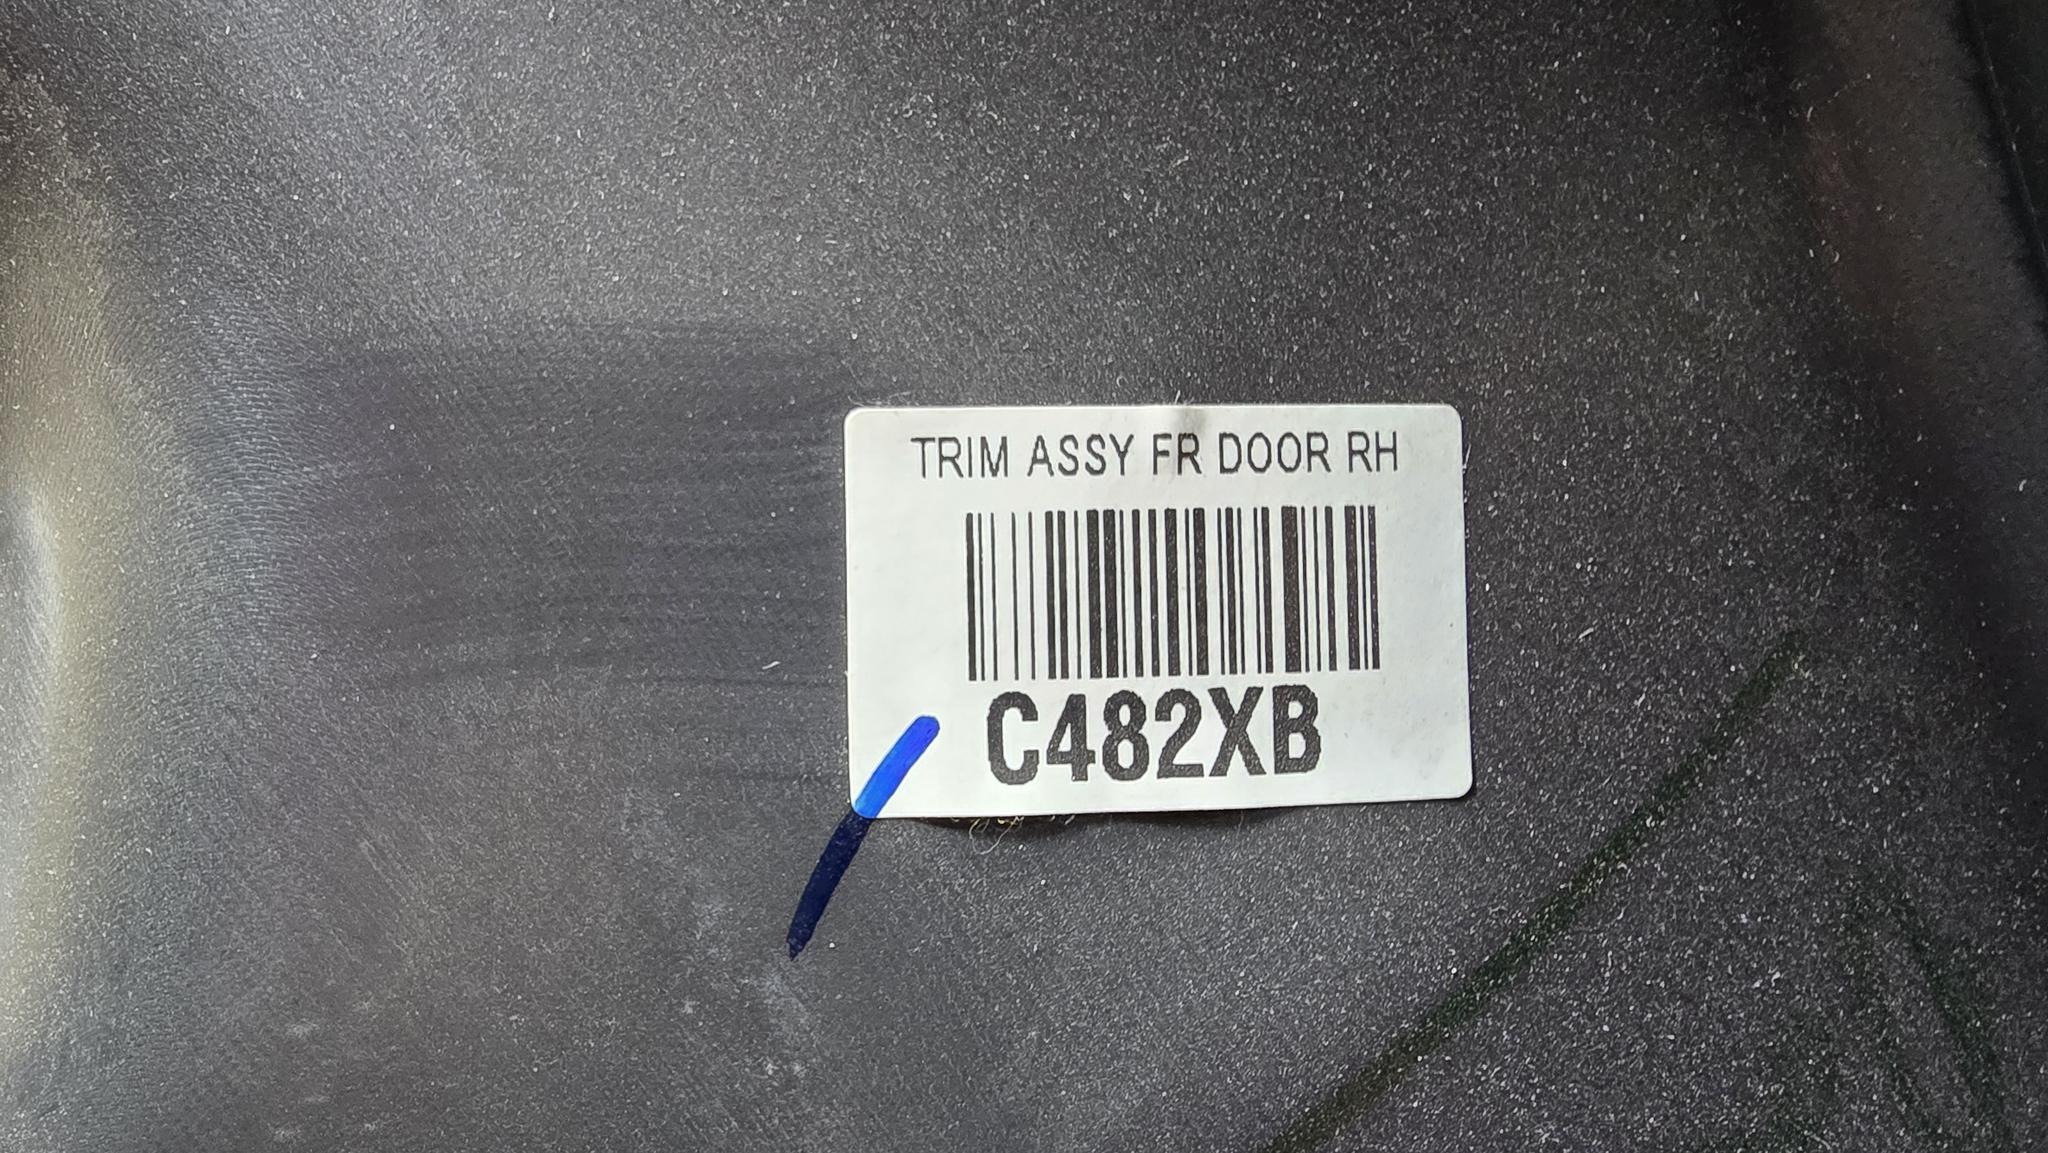 TRIM ASSY FR DOOR RH
C482XB